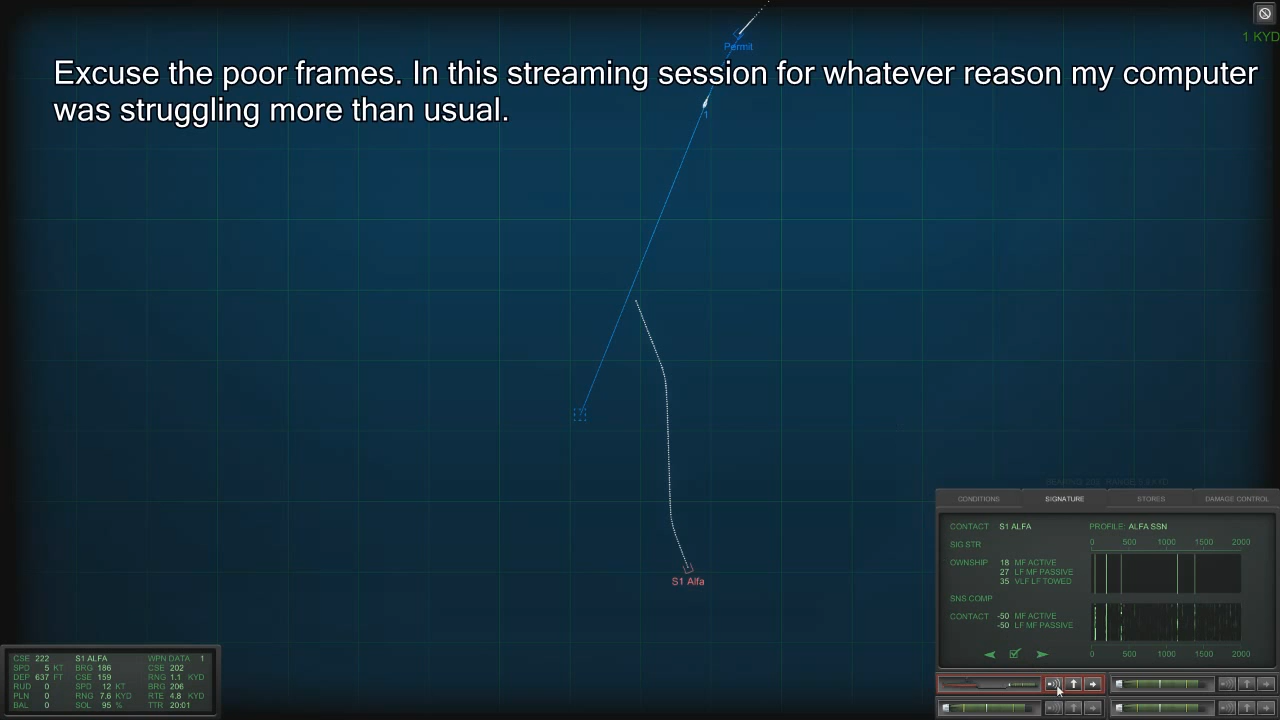 Permit
1 KYD
Excuse the poor frames. In this streaming session for whatever reason my computer
was struggling more than usual.
1
S1 Alfa
CONDITIONS SIGNATURE STORES DAMAGE CONTROL
CONTACT S1 ALFA PROFILE: ALFA SSN
SIG STR 0 500 1000 1500 2000
OWNSHIP 18 MF ACTIVE
27 LF MF PASSIVE
35 VLF LF TOWED
SNS COMP
CONTACT -50 MF ACTIVE
-50 LF MF PASSIVE
0 500 1000 1500 2000
CSE 222 S1 ALFA WPN DATA 1
SPD 5 KT BRG 186 CSE 202
DEP 637 FT CSE 159 RNG 1.1 KYD
RUD 0 SPD 12 KT BRG 206
PLN 0 RNG 7.6 KYD RTE 4.8 KYD
BAL 0 SOL 95 % TTR 20:01